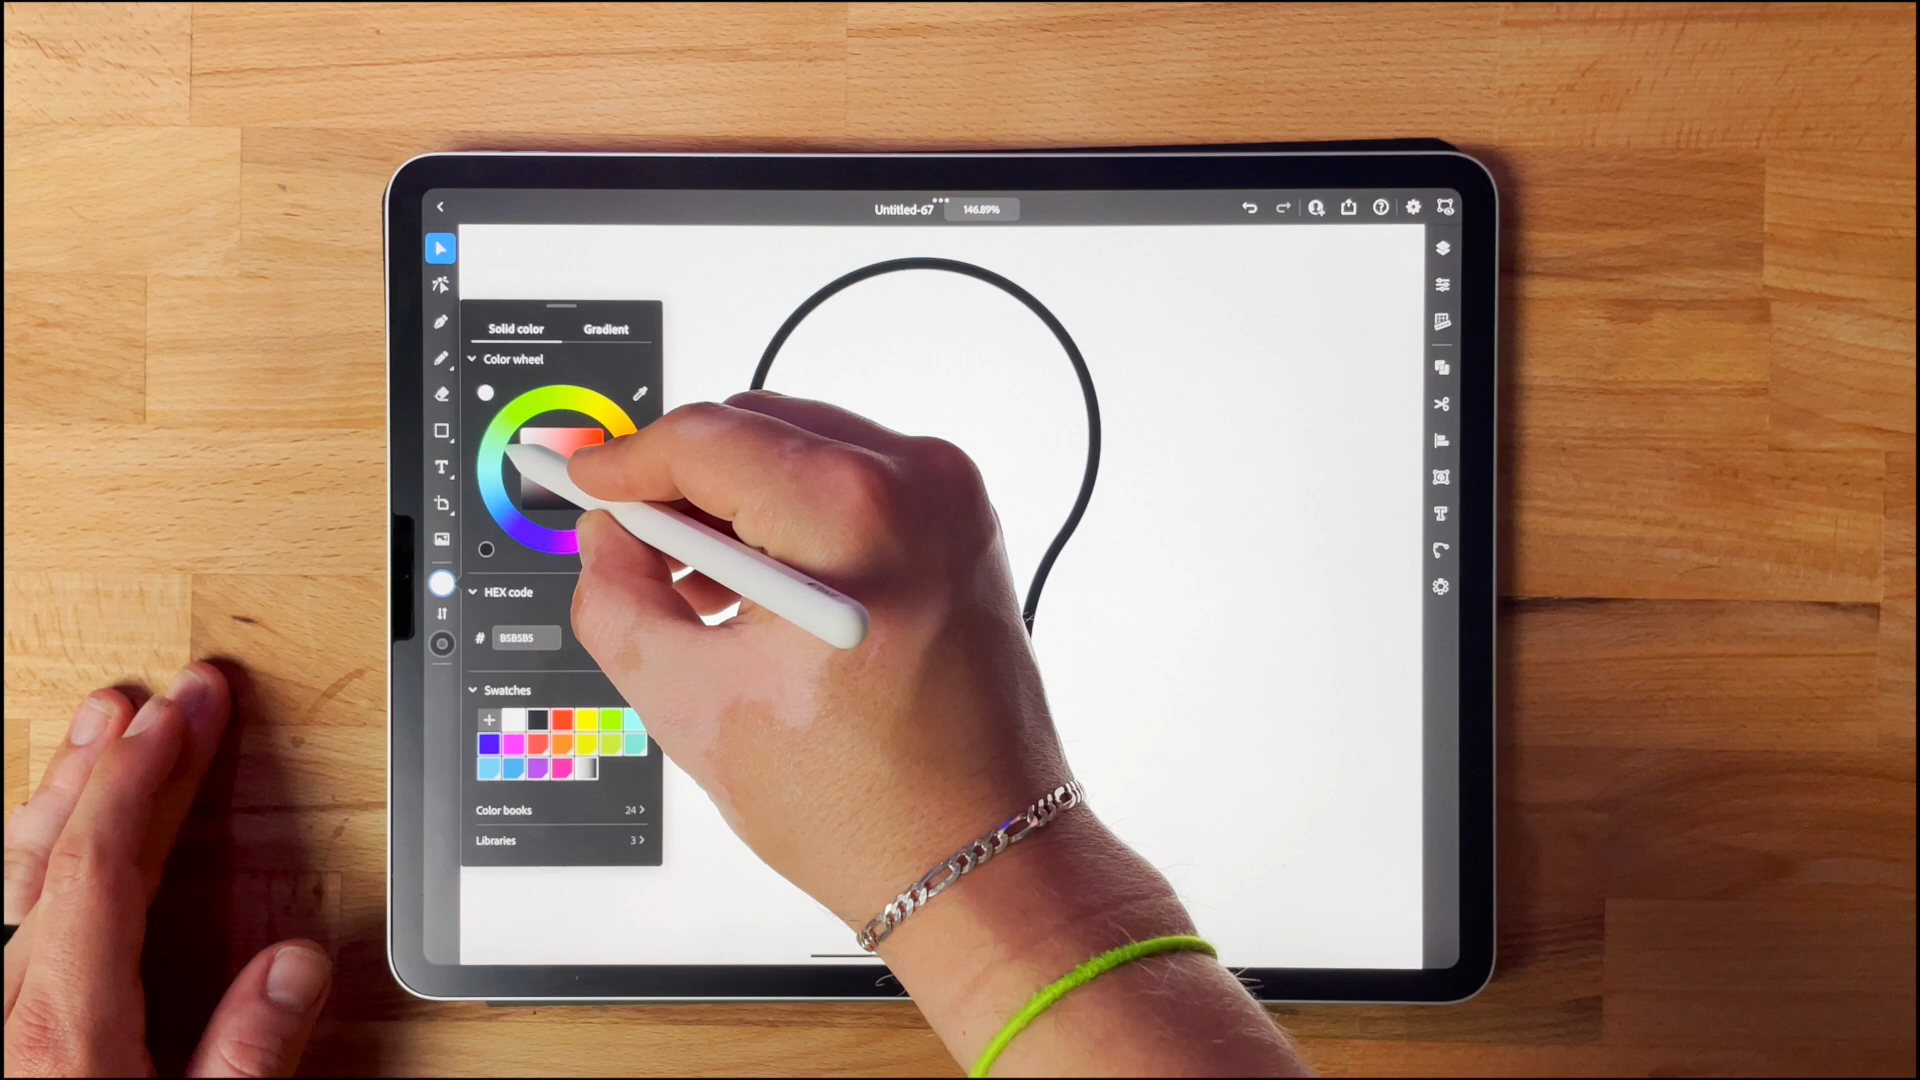 Untitled-67 146.89%
Solid color Gradient
Color wheel
HEX code
# B5B5B5
Swatches
Color books 24
Libraries 3